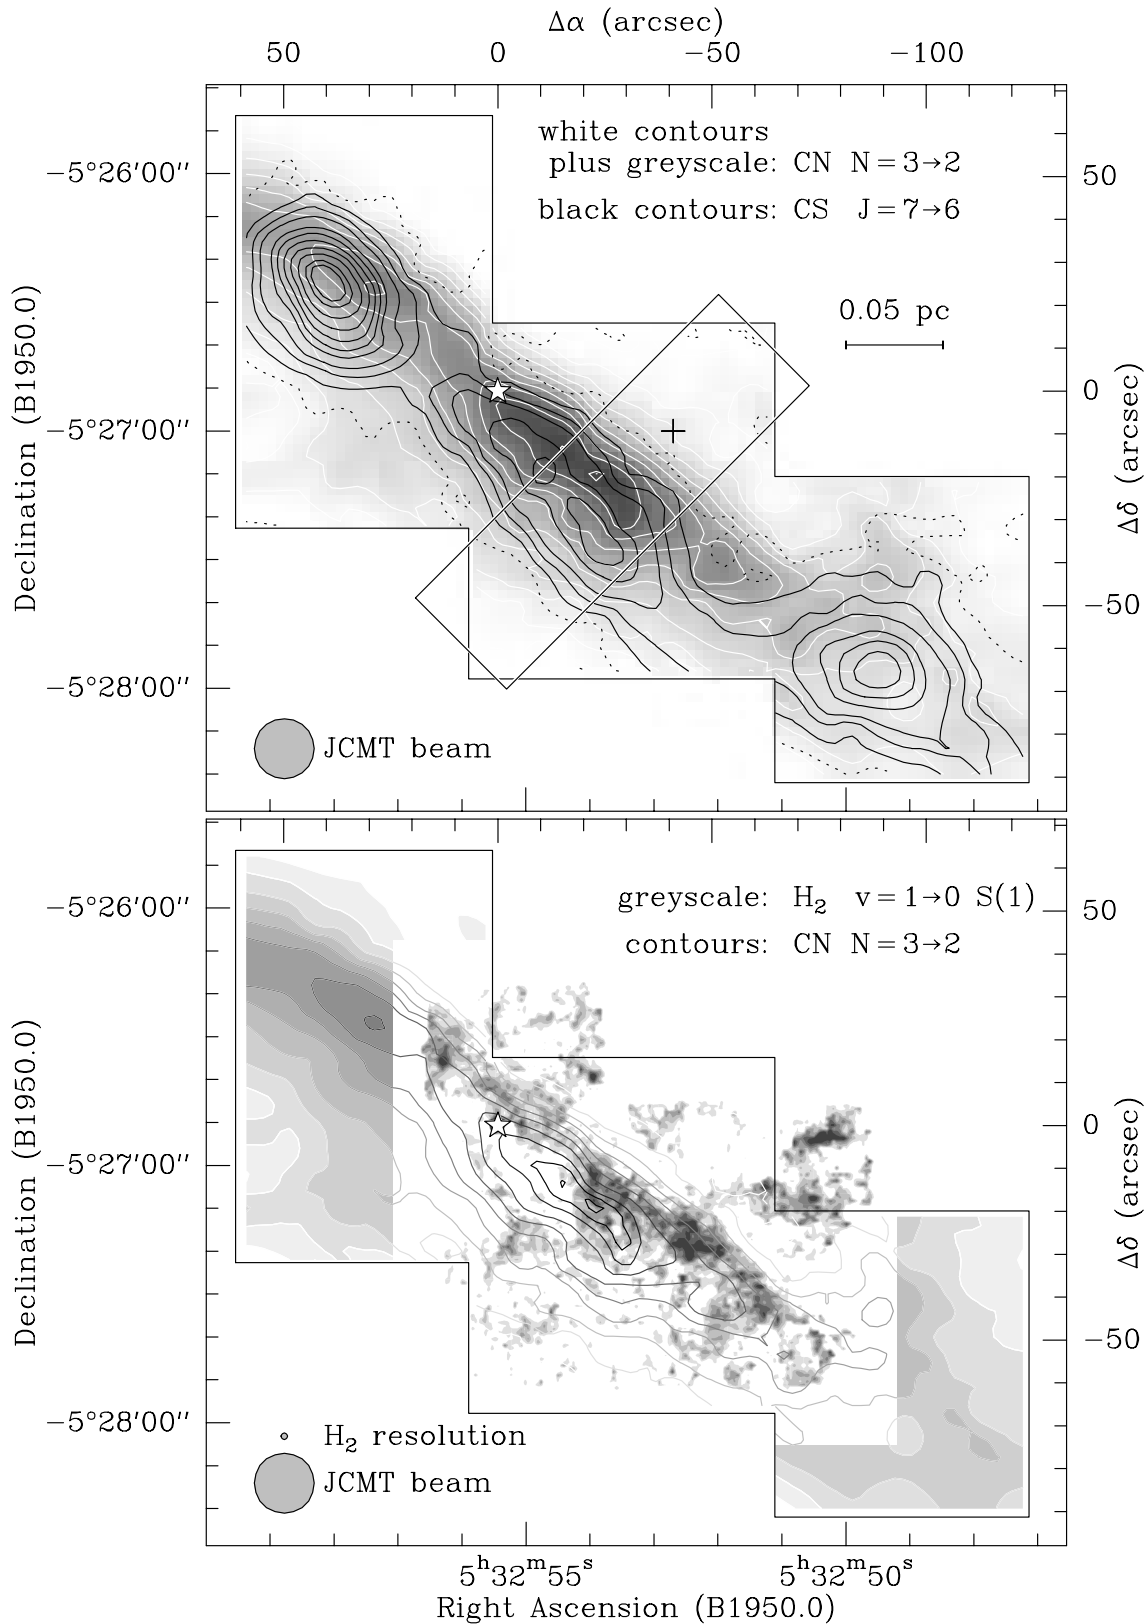 Δα (arcsec)
50 0 −50 −100
white contours
plus greyscale: CN N=3→2
black contours: CS J=7→6
−5°26′00″
50
0.05 pc
0
−5°27′00″
−50
−5°28′00″
Declination (B1950.0)
Δδ (arcsec)
JCMT beam
greyscale: H₂ v=1→0 S(1)
contours: CN N=3→2
−5°26′00″
50
0
−5°27′00″
−50
−5°28′00″
Declination (B1950.0)
Δδ (arcsec)
H₂ resolution
JCMT beam
5ʰ32ᵐ55ˢ 5ʰ32ᵐ50ˢ
Right Ascension (B1950.0)